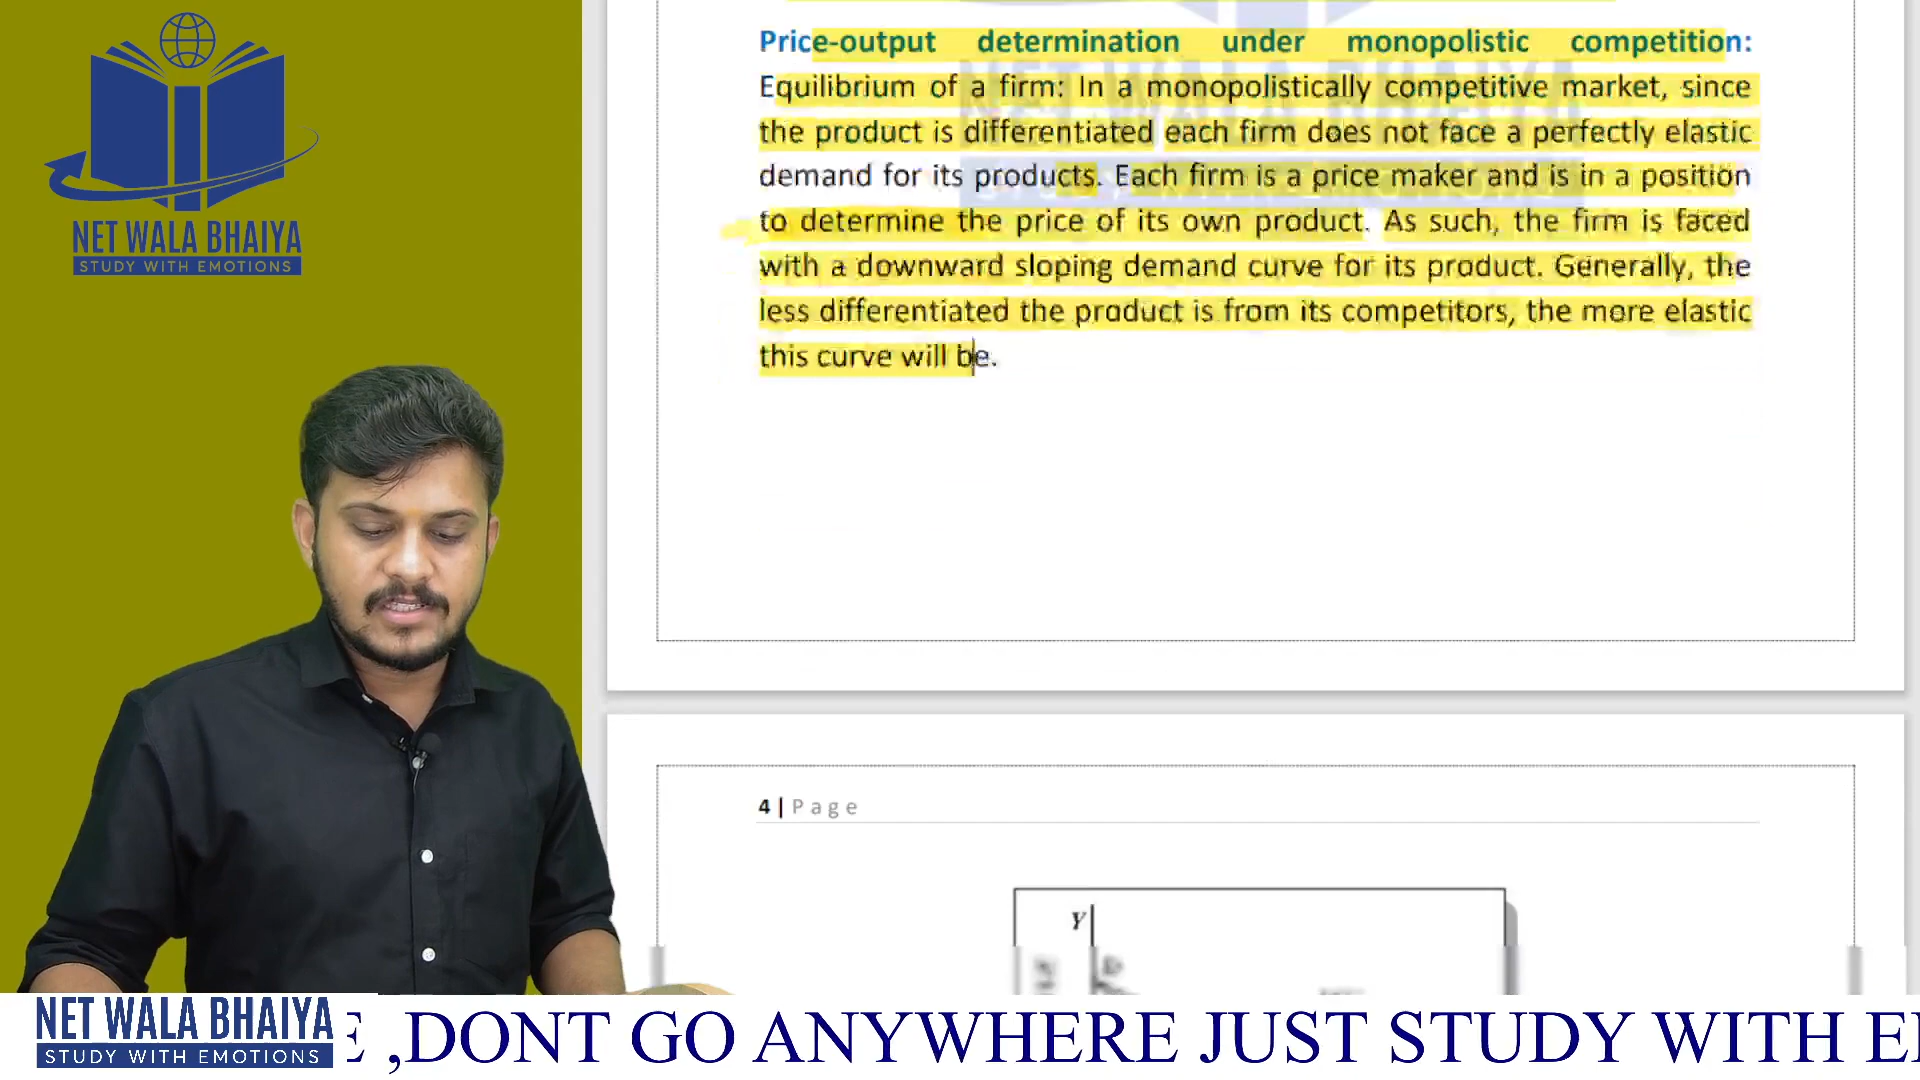 NET WALA BHAIYA
STUDY WITH EMOTIONS
Price-output determination under monopolistic competition:
Equilibrium of a firm: In a monopolistically competitive market, since
the product is differentiated each firm does not face a perfectly elastic
demand for its products. Each firm is a price maker and is in a position
to determine the price of its own product. As such, the firm is faced
with a downward sloping demand curve for its product. Generally, the
less differentiated the product is from its competitors, the more elastic
this curve will be.
4 | Page
Y
D
NET WALA BHAIYA
STUDY WITH EMOTIONS
E ,DONT GO ANYWHERE JUST STUDY WITH